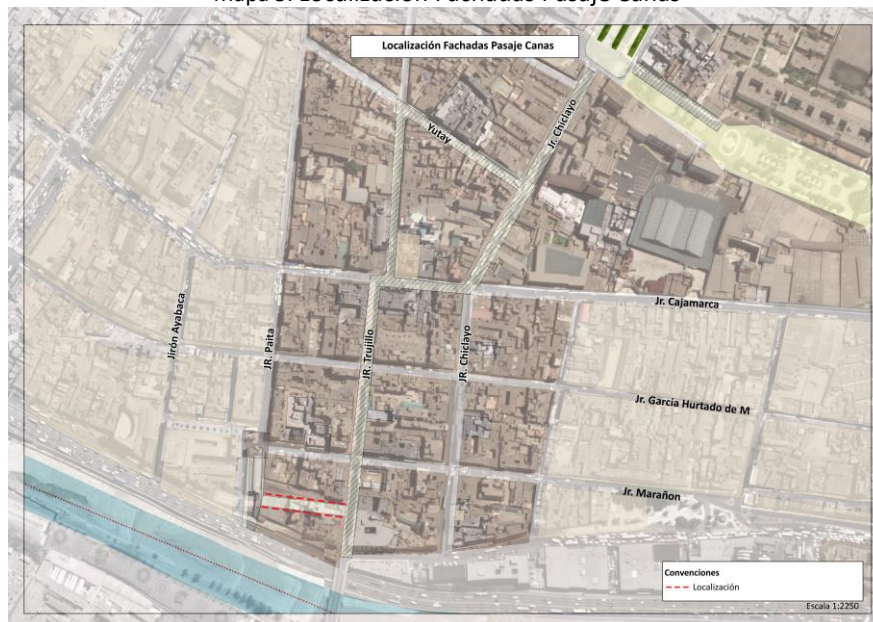 Mapa 3. Localización Fachadas Pasaje Canas
Localización Fachadas Pasaje Canas
Yutay
Jr. Chiclayo
Jr. Cajamarca
Jirón Ayabaca
JR. Paita
JR. Trujillo
JR. Chiclayo
Jr. García Hurtado de M
Jr. Marañon
Convenciones
Localización
Escala 1:2250